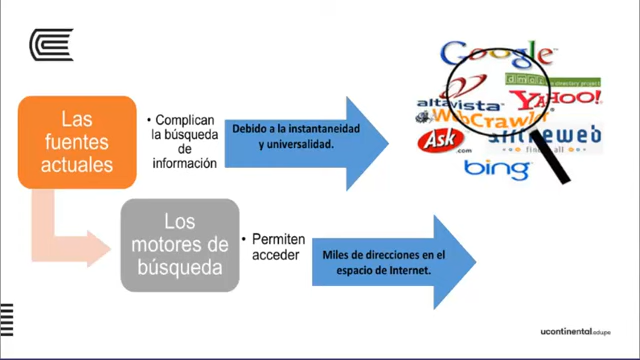 Las
fuentes
actuales
• Complican
la búsqueda
de
información
Debido a la instantaneidad
y universalidad.
Google
altavista
YAHOO!
WebCrawler
Ask
.com
bing
Los
motores de
búsqueda
• Permiten
acceder
Miles de direcciones en el
espacio de Internet.
ucontinental.edu.pe